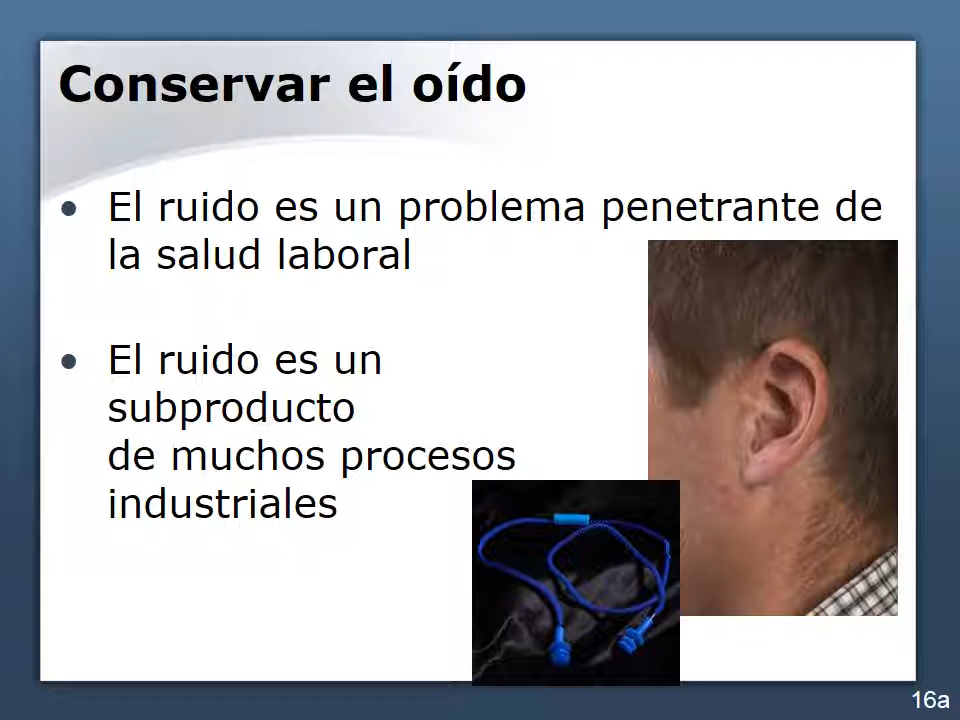 Conservar el oído
• El ruido es un problema penetrante de
la salud laboral
• El ruido es un
subproducto
de muchos procesos
industriales
16a